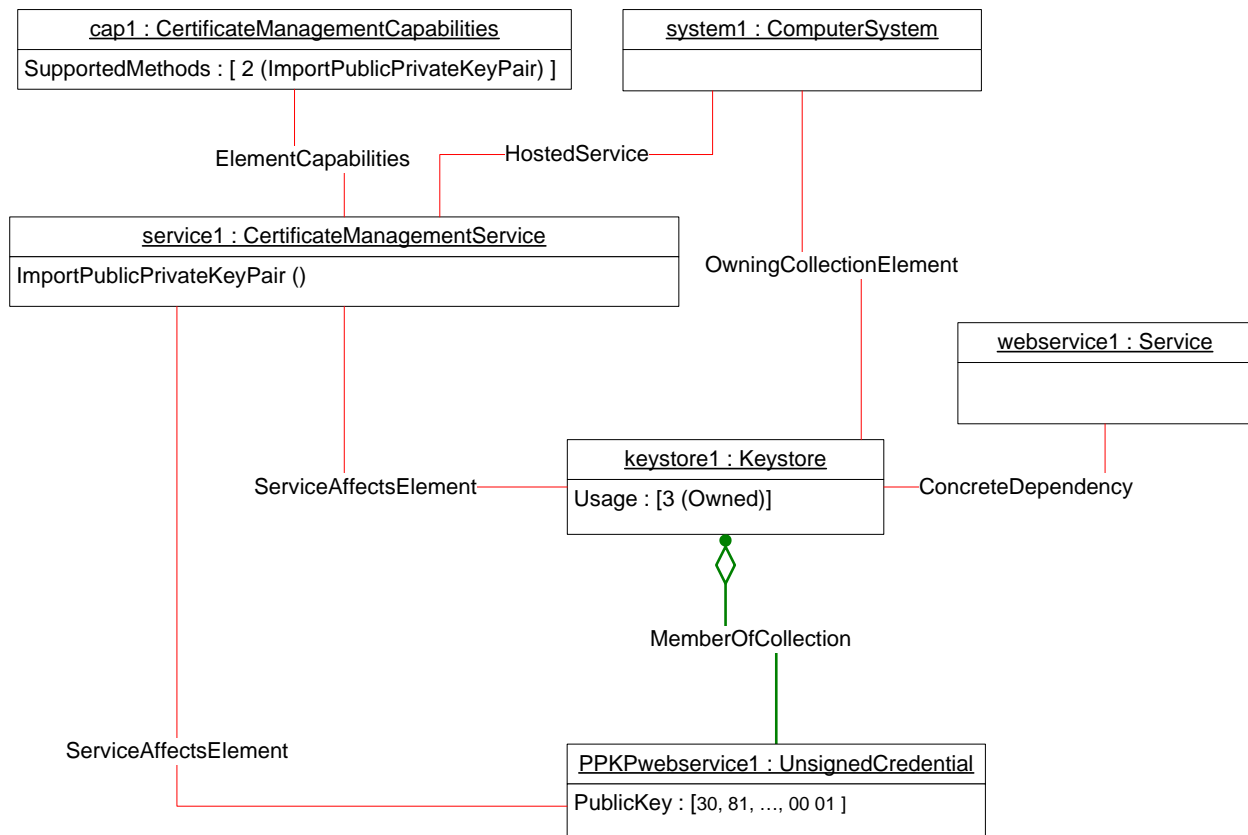 cap1 : CertificateManagementCapabilities
SupportedMethods : [ 2 (ImportPublicPrivateKeyPair) ]
system1 : ComputerSystem
ElementCapabilities
HostedService
service1 : CertificateManagementService
ImportPublicPrivateKeyPair ()
OwningCollectionElement
webservice1 : Service
keystore1 : Keystore
Usage : [3 (Owned)]
ServiceAffectsElement
ConcreteDependency
MemberOfCollection
ServiceAffectsElement
PPKPwebservice1 : UnsignedCredential
PublicKey : [30, 81, …, 00 01 ]